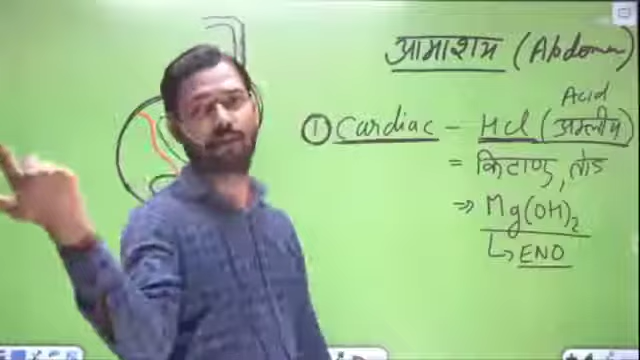 आमाशय (Abdomen)
Acid
① Cardiac - HCl (अम्लीय)
= किटाणु, तोड़
⇒ Mg(OH)₂
↳ ENO